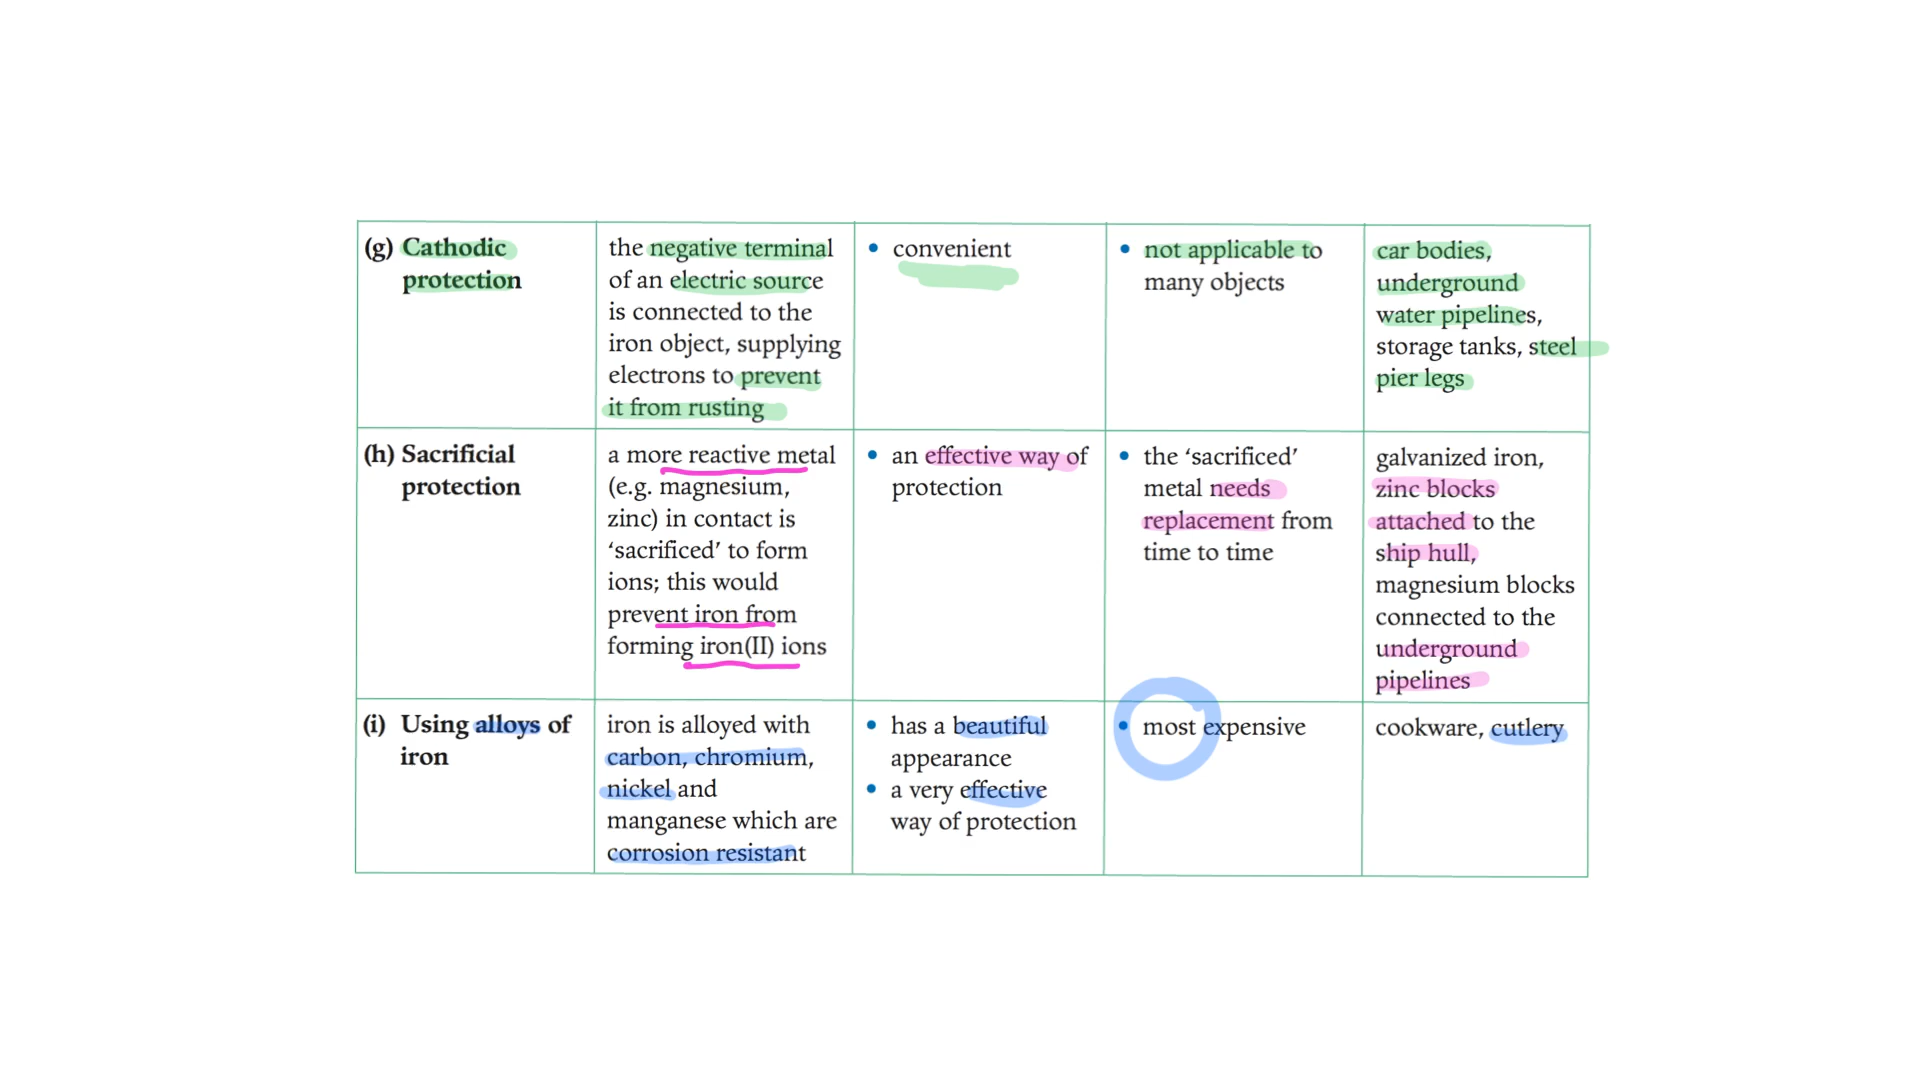 (g) Cathodic
protection
the negative terminal
of an electric source
is connected to the
iron object, supplying
electrons to prevent
it from rusting
• convenient
• not applicable to
many objects
car bodies,
underground
water pipelines,
storage tanks, steel
pier legs
(h) Sacrificial
protection
a more reactive metal
(e.g. magnesium,
zinc) in contact is
‘sacrificed’ to form
ions; this would
prevent iron from
forming iron(II) ions
• an effective way of
protection
• the ‘sacrificed’
metal needs
replacement from
time to time
galvanized iron,
zinc blocks
attached to the
ship hull,
magnesium blocks
connected to the
underground
pipelines
(i) Using alloys of
iron
iron is alloyed with
carbon, chromium,
nickel and
manganese which are
corrosion resistant
• has a beautiful
appearance
• a very effective
way of protection
• most expensive
cookware, cutlery